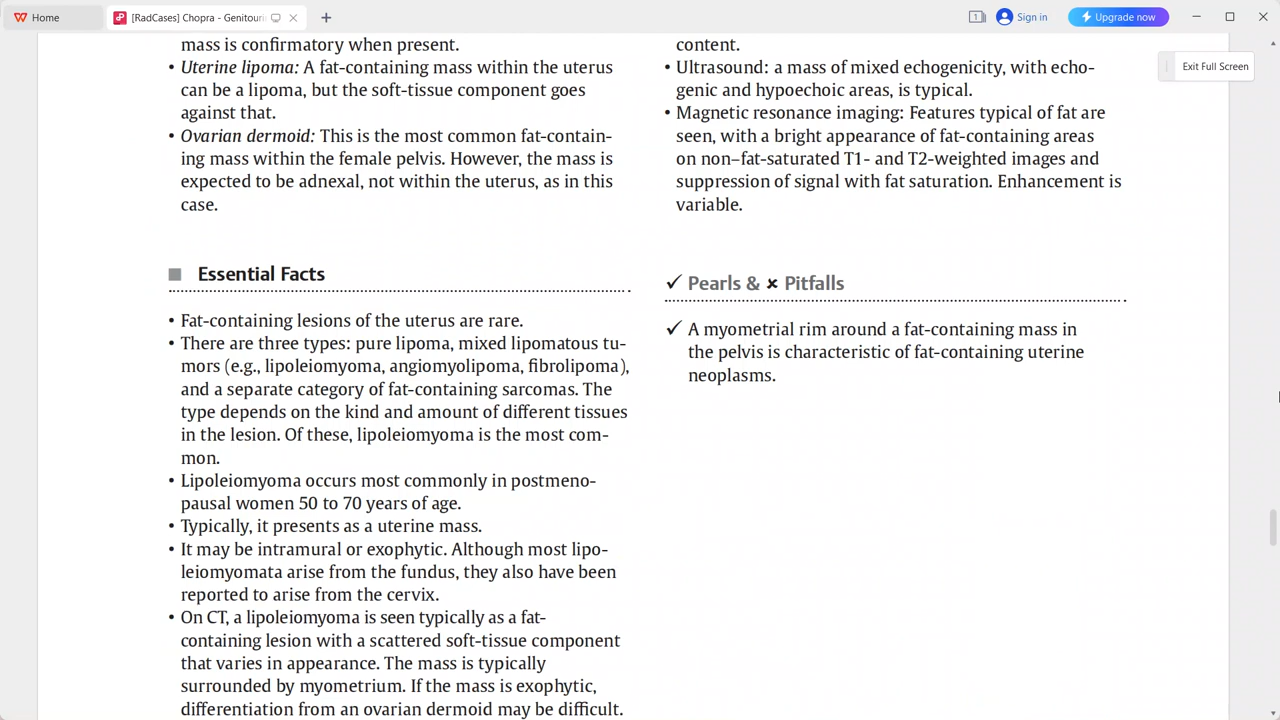 Home
[RadCases] Chopra - Genitouri
1
Sign in
Upgrade now
Exit Full Screen
mass is confirmatory when present.
• Uterine lipoma: A fat-containing mass within the uterus
can be a lipoma, but the soft-tissue component goes
against that.
• Ovarian dermoid: This is the most common fat-contain-
ing mass within the female pelvis. However, the mass is
expected to be adnexal, not within the uterus, as in this
case.
■ Essential Facts
• Fat-containing lesions of the uterus are rare.
• There are three types: pure lipoma, mixed lipomatous tu-
mors (e.g., lipoleiomyoma, angiomyolipoma, fibrolipoma),
and a separate category of fat-containing sarcomas. The
type depends on the kind and amount of different tissues
in the lesion. Of these, lipoleiomyoma is the most com-
mon.
• Lipoleiomyoma occurs most commonly in postmeno-
pausal women 50 to 70 years of age.
• Typically, it presents as a uterine mass.
• It may be intramural or exophytic. Although most lipo-
leiomyomata arise from the fundus, they also have been
reported to arise from the cervix.
• On CT, a lipoleiomyoma is seen typically as a fat-
containing lesion with a scattered soft-tissue component
that varies in appearance. The mass is typically
surrounded by myometrium. If the mass is exophytic,
differentiation from an ovarian dermoid may be difficult.
content.
• Ultrasound: a mass of mixed echogenicity, with echo-
genic and hypoechoic areas, is typical.
• Magnetic resonance imaging: Features typical of fat are
seen, with a bright appearance of fat-containing areas
on non–fat-saturated T1- and T2-weighted images and
suppression of signal with fat saturation. Enhancement is
variable.
✓ Pearls & ✗ Pitfalls
✓ A myometrial rim around a fat-containing mass in
the pelvis is characteristic of fat-containing uterine
neoplasms.